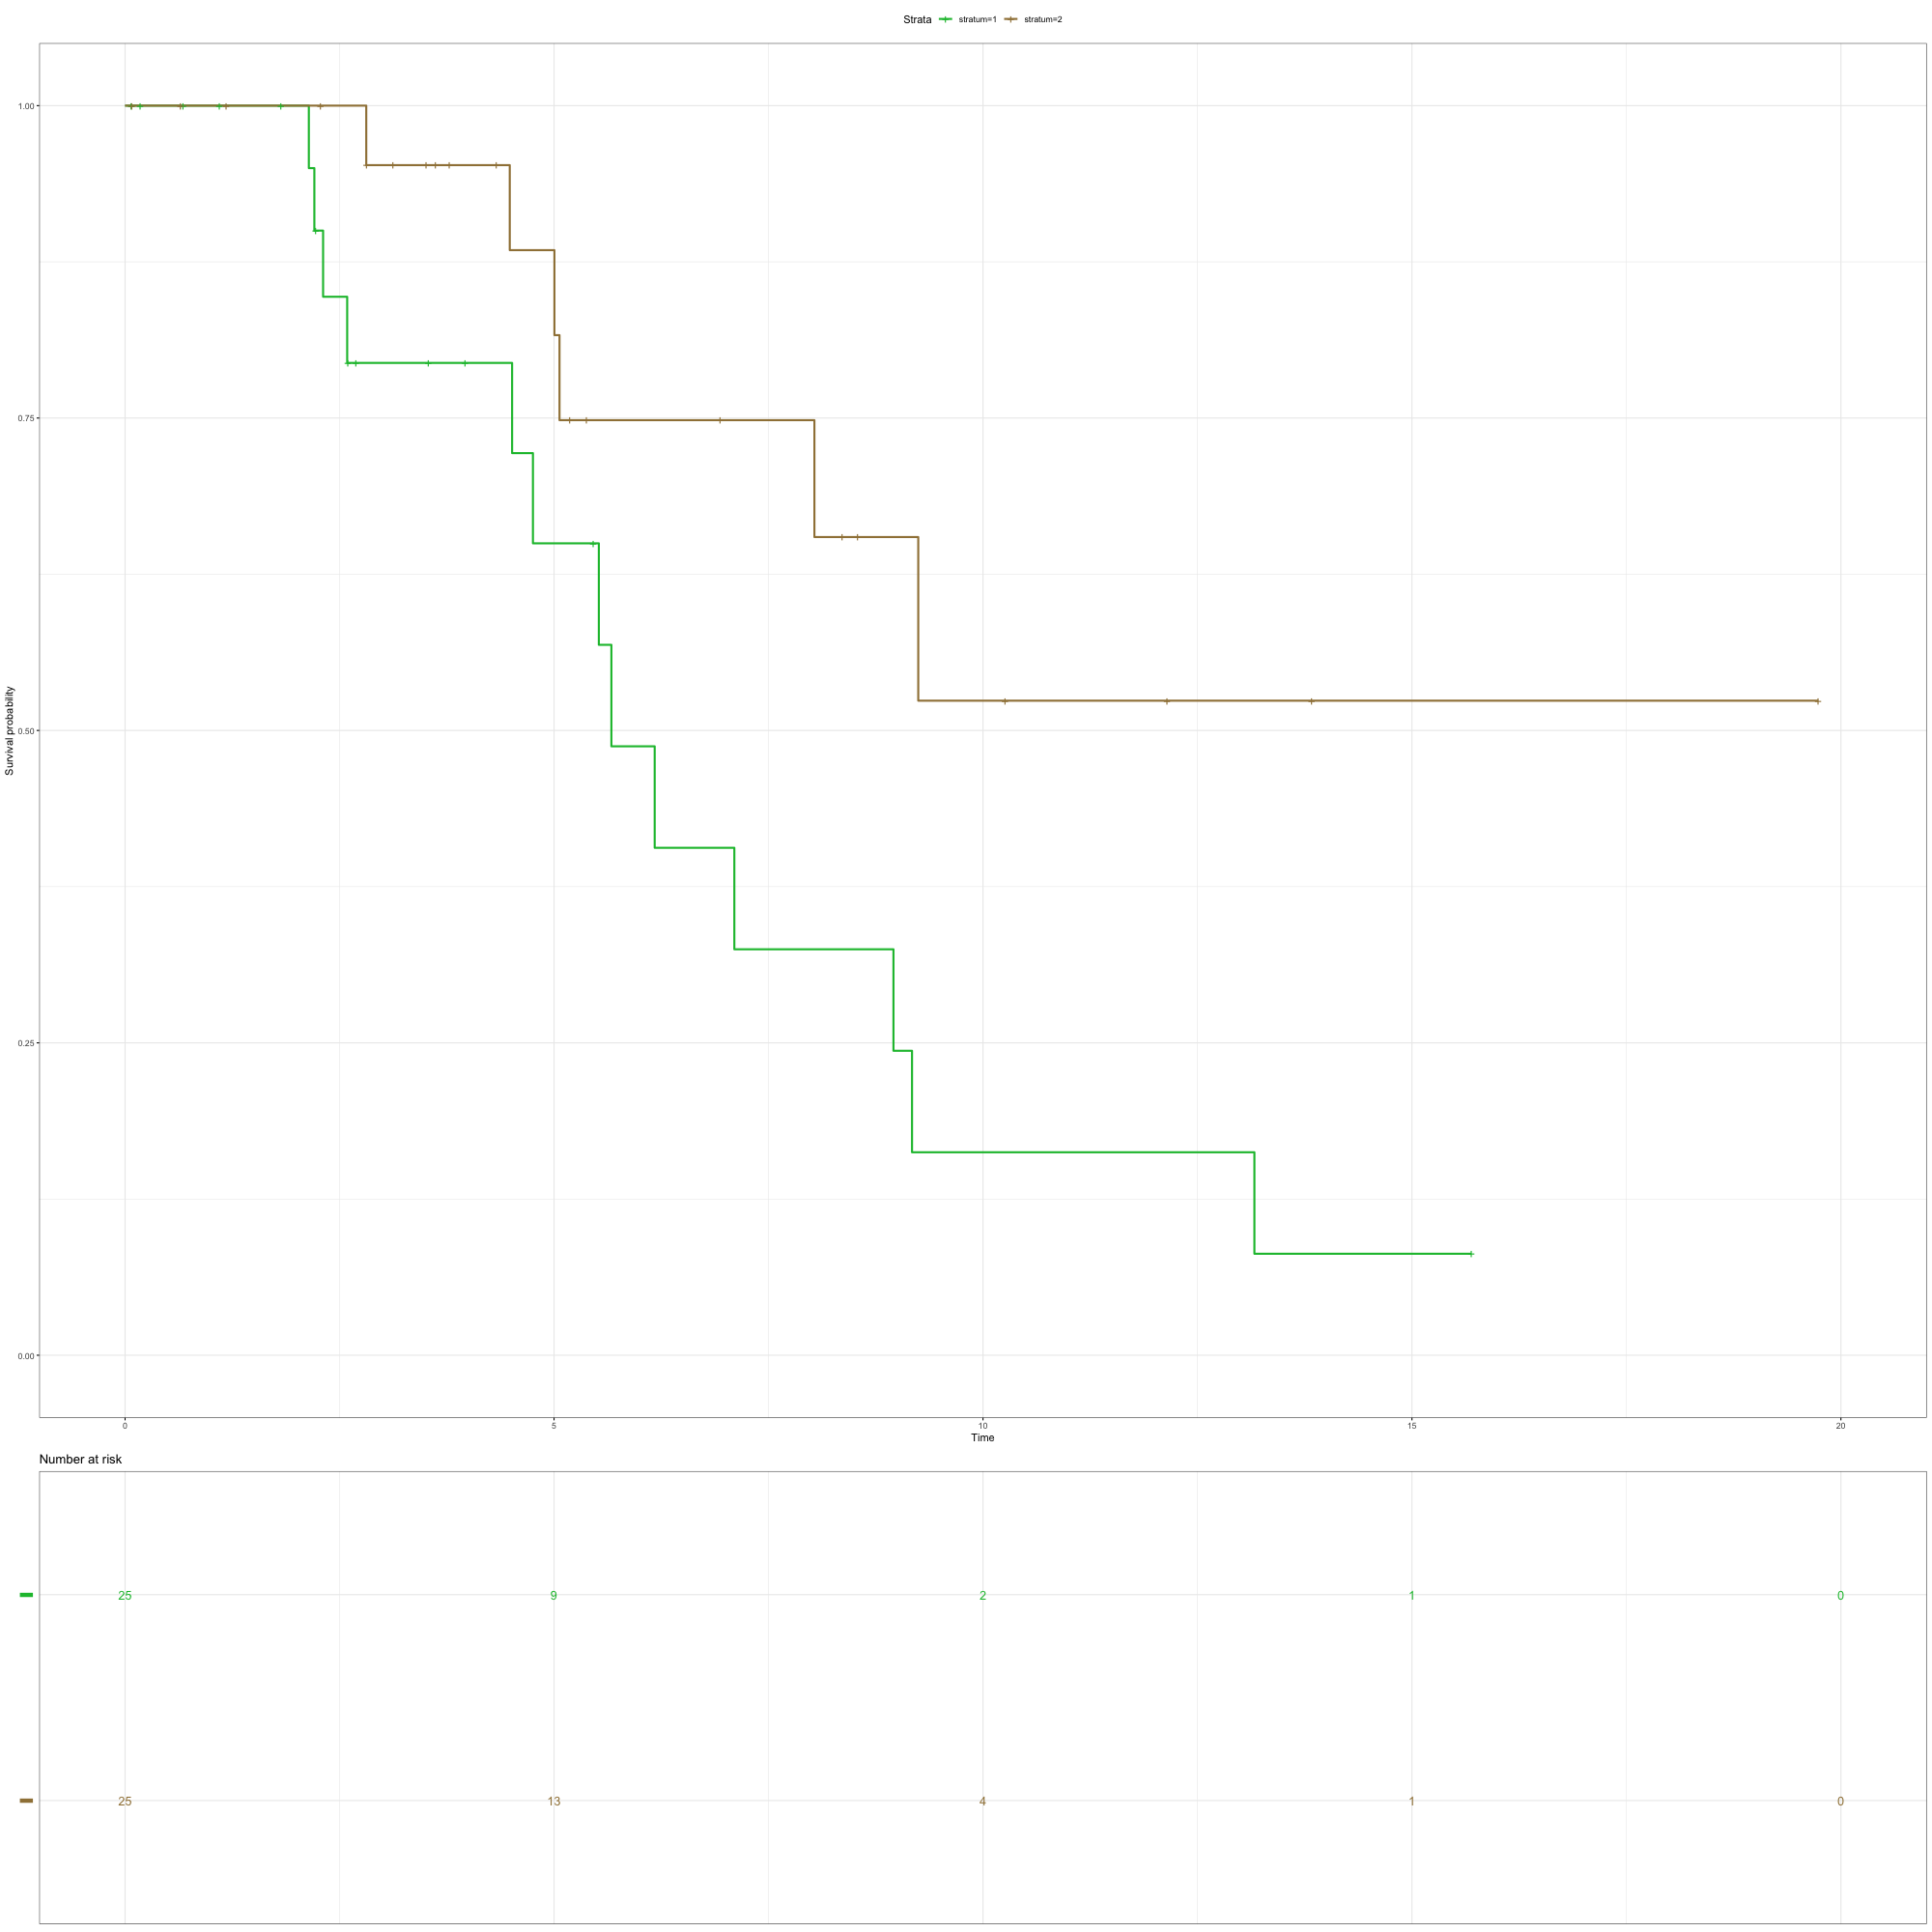 Strata stratum=1 stratum=2
1.00
0.75
0.50
0.25
0.00
Survival probability
0 5 10 15 20
Time
Number at risk
25 9 2 1 0
25 13 4 1 0